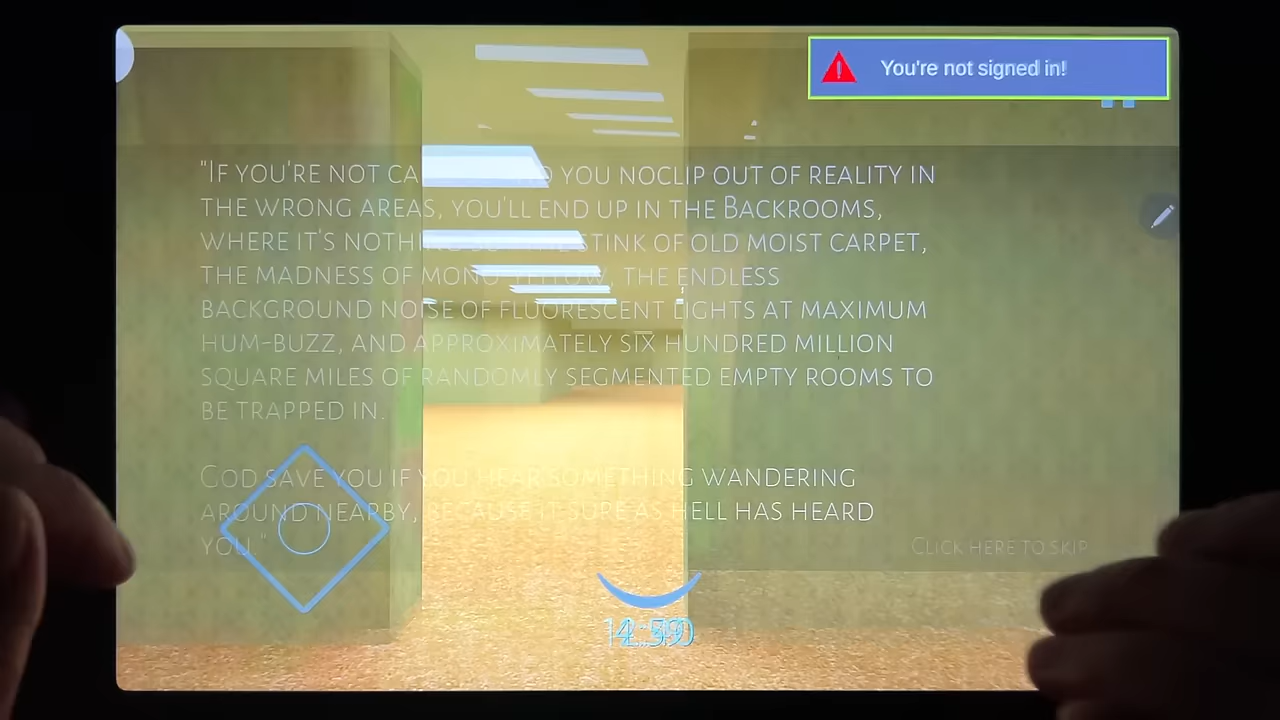 You're not signed in!
"If you're not ca you noclip out of reality in
the wrong areas, you'll end up in the Backrooms,
where it's nothi stink of old moist carpet,
the madness of mono-yellow, the endless
background noise of fluorescent lights at maximum
hum-buzz, and approximately six hundred million
square miles of randomly segmented empty rooms to
be trapped in.
God save you if you hear something wandering
around nearby, because it sure as hell has heard
you."
Click here to skip